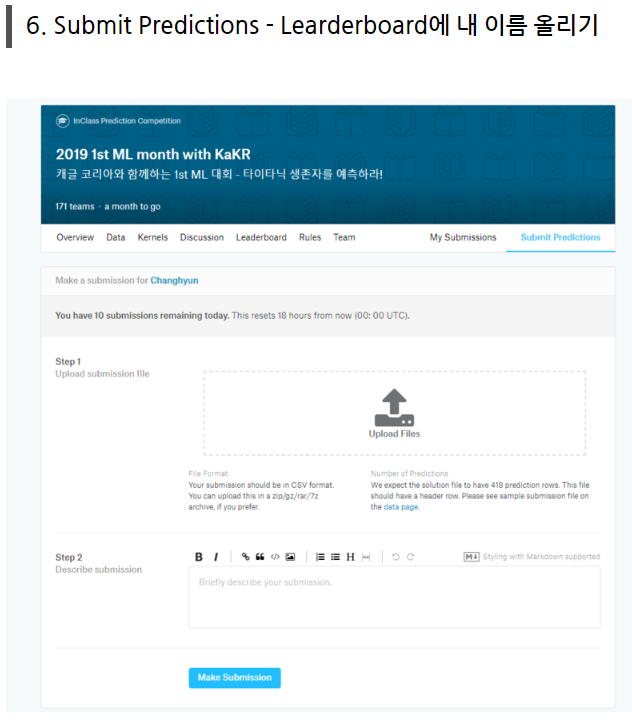 6. Submit Predictions - Learderboard에 내 이름 올리기
InClass Prediction Competition
2019 1st ML month with KaKR
캐글 코리아와 함께하는 1st ML 대회 - 타이타닉 생존자를 예측하라!
171 teams · a month to go
Overview Data Kernels Discussion Leaderboard Rules Team My Submissions Submit Predictions
Make a submission for Changhyun
You have 10 submissions remaining today. This resets 18 hours from now (00: 00 UTC).
Step 1
Upload submission file
Upload Files
File Format
Your submission should be in CSV format.
You can upload this in a zip/gz/rar/7z
archive, if you prefer.
Number of Predictions
We expect the solution file to have 418 prediction rows. This file
should have a header row. Please see sample submission file on
the data page.
Step 2
Describe submission
B I H M↓ Styling with Markdown supported
Briefly describe your submission.
Make Submission